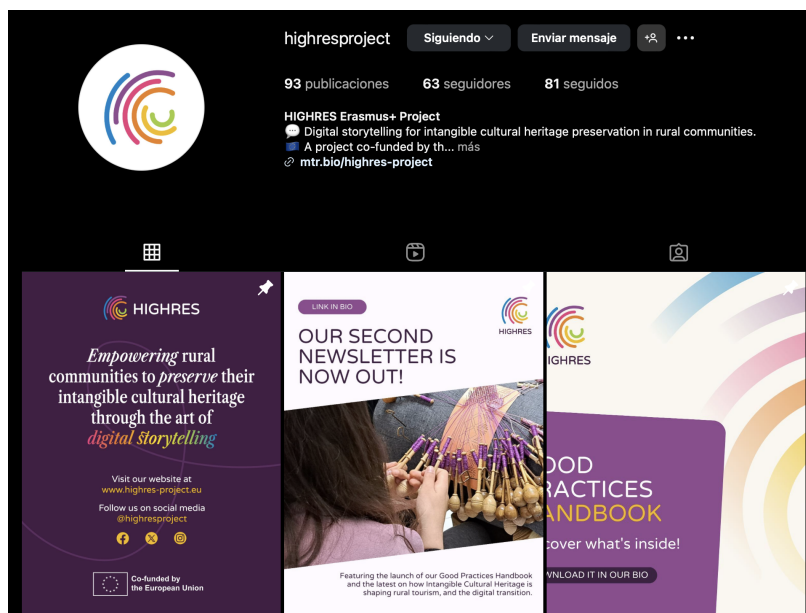 highresproject
Siguiendo
Enviar mensaje
93 publicaciones
63 seguidores
81 seguidos
HIGHRES Erasmus+ Project
Digital storytelling for intangible cultural heritage preservation in rural communities.
A project co-funded by th... más
mtr.bio/highres-project
HIGHRES
Empowering rural
communities to preserve their
intangible cultural heritage
through the art of
digital storytelling
Visit our website at
www.highres-project.eu
Follow us on social media
@highresproject
Co-funded by
the European Union
LINK IN BIO
HIGHRES
OUR SECOND
NEWSLETTER IS
NOW OUT!
Featuring the launch of our Good Practices Handbook
and the latest on how Intangible Cultural Heritage is
shaping rural tourism, and the digital transition.
IGHRES
OOD
RACTICES
ANDBOOK
cover what's inside!
WNLOAD IT IN OUR BIO